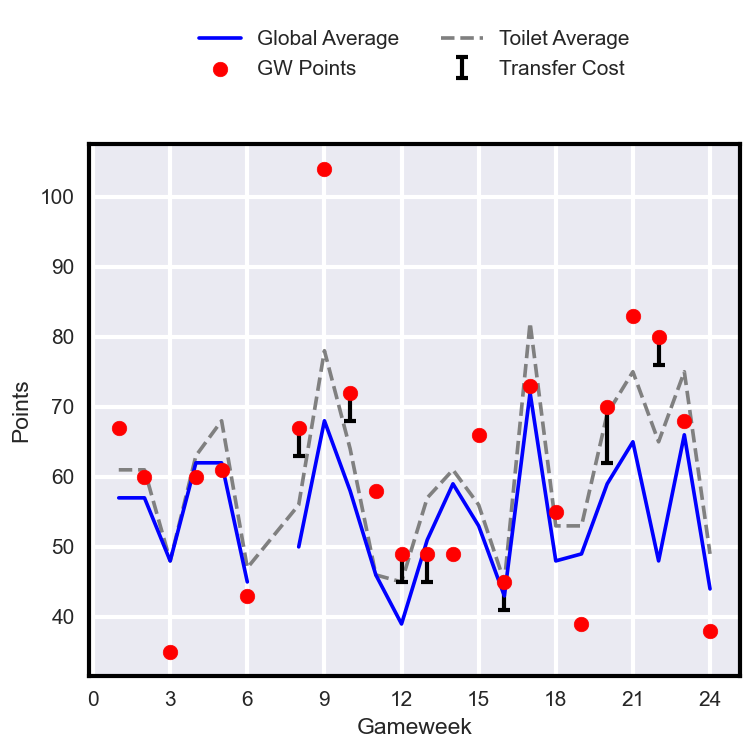 Global Average
GW Points
Toilet Average
Transfer Cost
Points
100
90
80
70
60
50
40
0 3 6 9 12 15 18 21 24
Gameweek